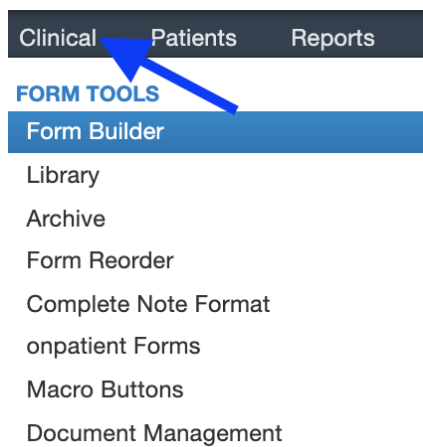 Clinical Patients Reports
FORM TOOLS
Form Builder
Library
Archive
Form Reorder
Complete Note Format
onpatient Forms
Macro Buttons
Document Management